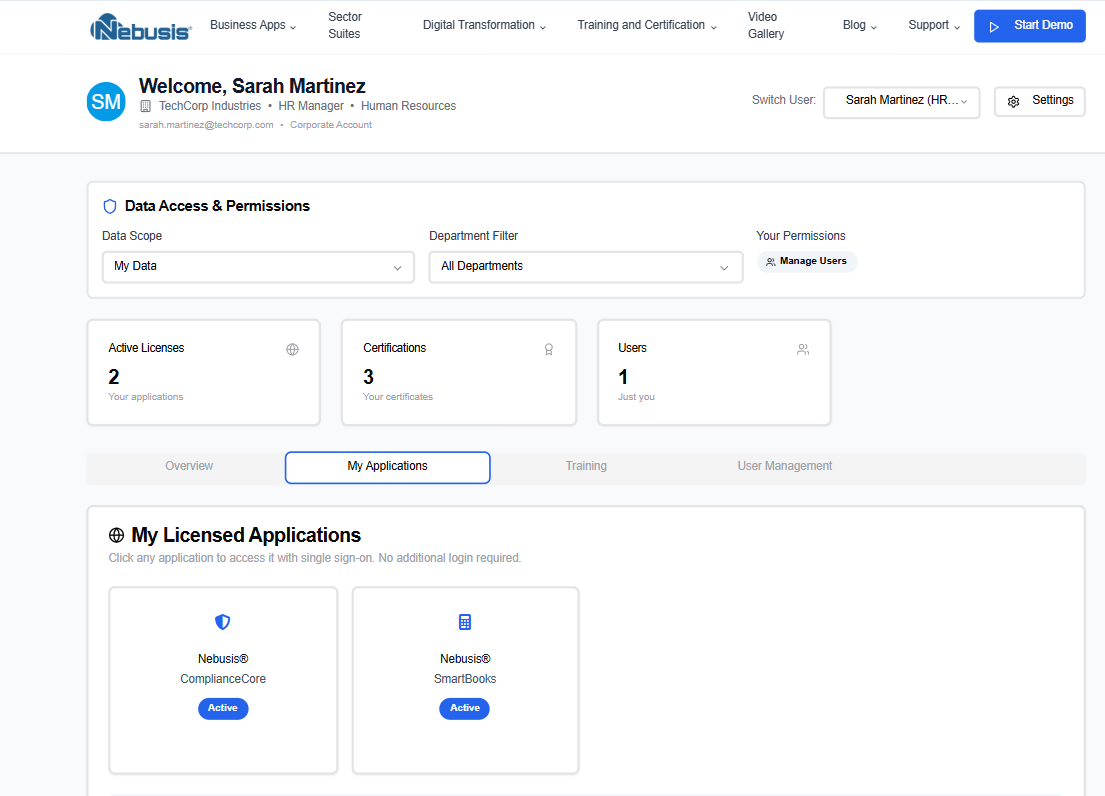 Nebusis®
Business Apps
Sector
Suites
Digital Transformation
Training and Certification
Video
Gallery
Blog
Support
Start Demo
SM
Welcome, Sarah Martinez
TechCorp Industries • HR Manager • Human Resources
sarah.martinez@techcorp.com • Corporate Account
Switch User:
Sarah Martinez (HR...
Settings
Data Access & Permissions
Data Scope
Department Filter
Your Permissions
My Data
All Departments
Manage Users
Active Licenses
2
Your applications
Certifications
3
Your certificates
Users
1
Just you
Overview
My Applications
Training
User Management
My Licensed Applications
Click any application to access it with single sign-on. No additional login required.
Nebusis®
ComplianceCore
Active
Nebusis®
SmartBooks
Active